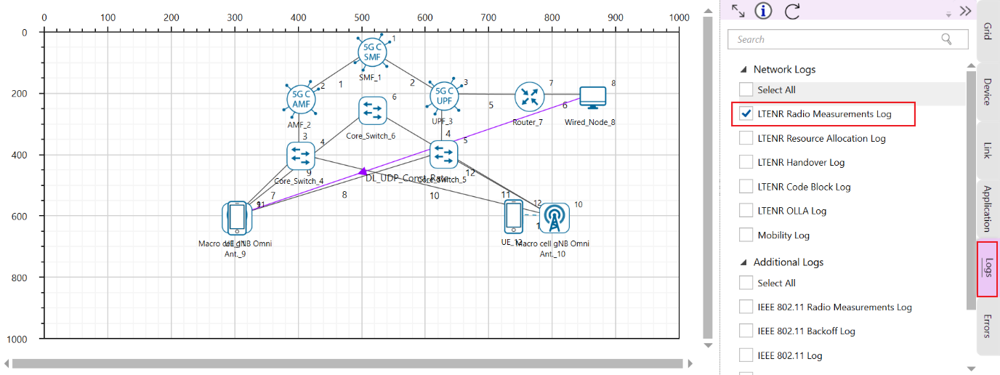 0
100
200
300
400
500
600
700
800
900
1000
0
200
400
600
800
1000
5G C
SMF
1
SMF_1
1
2
5G C
AMF
2
AMF_2
5G C
UPF
3
UPF_3
7
Router_7
8
Wired_Node_8
5
6
6
Core_Switch_6
3
4
4
5
Core_Switch_4
9
DL_UDP_Const_Rate
Core_Switch_5
12
7
8
10
11
12
10
Macro cell gNB Omni
Ant._9
UE_12
Macro cell gNB Omni
Ant._10
Search
Network Logs
Select All
LTENR Radio Measurements Log
LTENR Resource Allocation Log
LTENR Handover Log
LTENR Code Block Log
LTENR OLLA Log
Mobility Log
Additional Logs
Select All
IEEE 802.11 Radio Measurements Log
IEEE 802.11 Backoff Log
IEEE 802.11 Log
Grid
Device
Link
Application
Logs
Errors